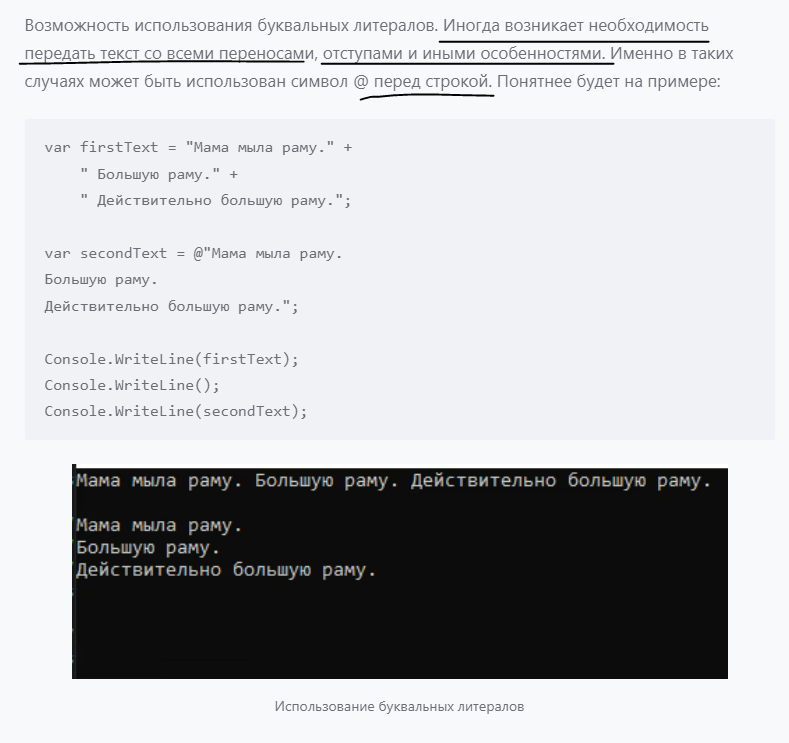 Возможность использования буквальных литералов. Иногда возникает необходимость
передать текст со всеми переносами, отступами и иными особенностями. Именно в таких
случаях может быть использован символ @ перед строкой. Понятнее будет на примере:
var firstText = "Мама мыла раму." +
    " Большую раму." +
    " Действительно большую раму.";
var secondText = @"Мама мыла раму.
Большую раму.
Действительно большую раму.";
Console.WriteLine(firstText);
Console.WriteLine();
Console.WriteLine(secondText);
Мама мыла раму. Большую раму. Действительно большую раму.
Мама мыла раму.
Большую раму.
Действительно большую раму.
Использование буквальных литералов